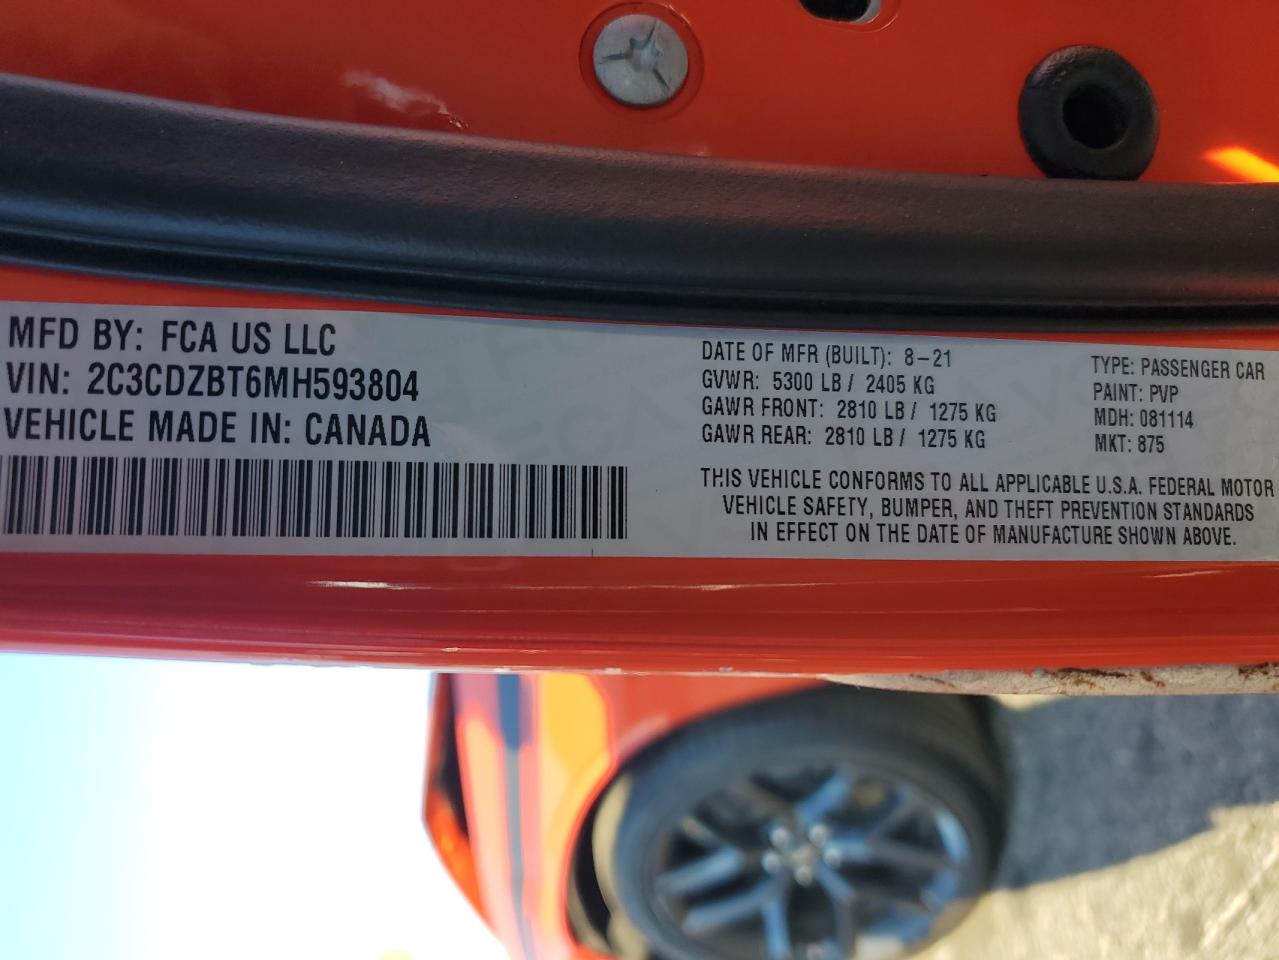 MFD BY: FCA US LLC
VIN: 2C3CDZBT6MH593804
VEHICLE MADE IN: CANADA
DATE OF MFR (BUILT): 8-21
GVWR: 5300 LB / 2405 KG
GAWR FRONT: 2810 LB / 1275 KG
GAWR REAR: 2810 LB / 1275 KG
TYPE: PASSENGER CAR
PAINT: PVP
MDH: 081114
MKT: 875
THIS VEHICLE CONFORMS TO ALL APPLICABLE U.S.A. FEDERAL MOTOR
VEHICLE SAFETY, BUMPER, AND THEFT PREVENTION STANDARDS
IN EFFECT ON THE DATE OF MANUFACTURE SHOWN ABOVE.